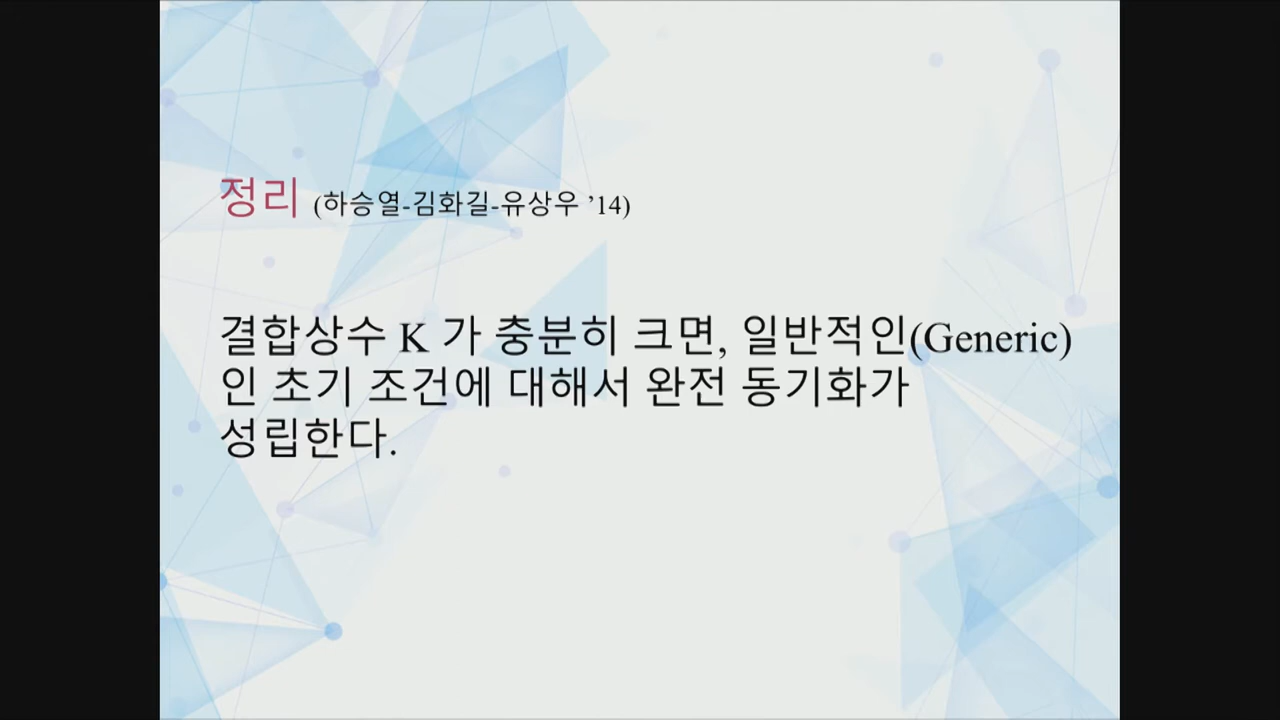 정리 (하승열-김화길-유상우 ’14)
결합상수 K 가 충분히 크면, 일반적인(Generic)
인 초기 조건에 대해서 완전 동기화가
성립한다.